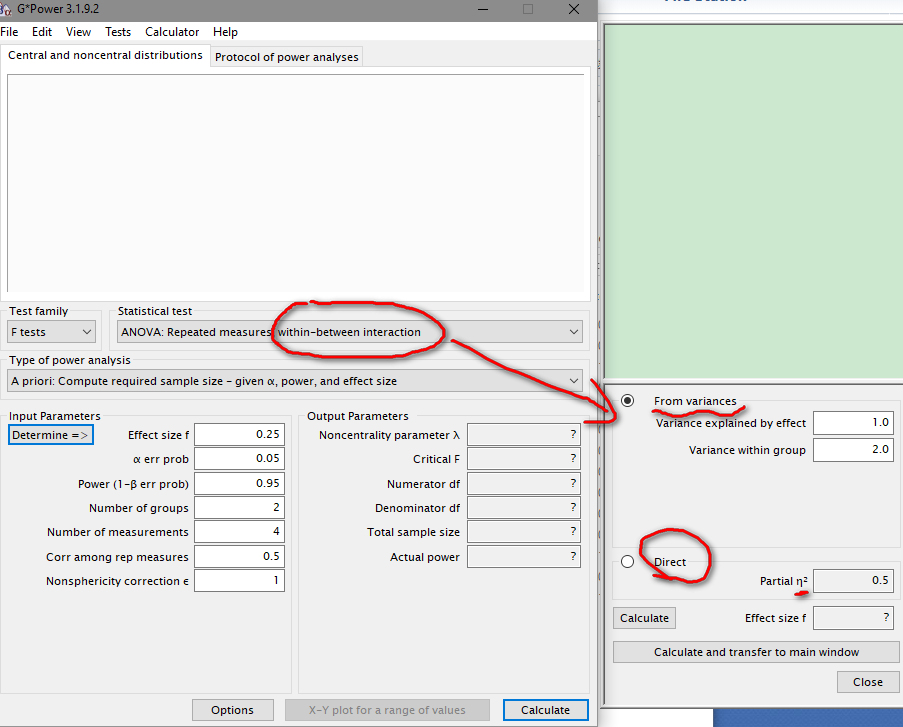 G*Power 3.1.9.2
File Edit View Tests Calculator Help
Central and noncentral distributions Protocol of power analyses
Test family Statistical test
F tests ANOVA: Repeated measures, within-between interaction
Type of power analysis
A priori: Compute required sample size - given α, power, and effect size
Input Parameters Output Parameters
Determine => Effect size f 0.25 Noncentrality parameter λ ?
α err prob 0.05 Critical F ?
Power (1-β err prob) 0.95 Numerator df ?
Number of groups 2 Denominator df ?
Number of measurements 4 Total sample size ?
Corr among rep measures 0.5 Actual power ?
Nonsphericity correction ϵ 1
Options X-Y plot for a range of values Calculate
From variances
Variance explained by effect 1.0
Variance within group 2.0
Direct
Partial η² 0.5
Calculate Effect size f ?
Calculate and transfer to main window
Close